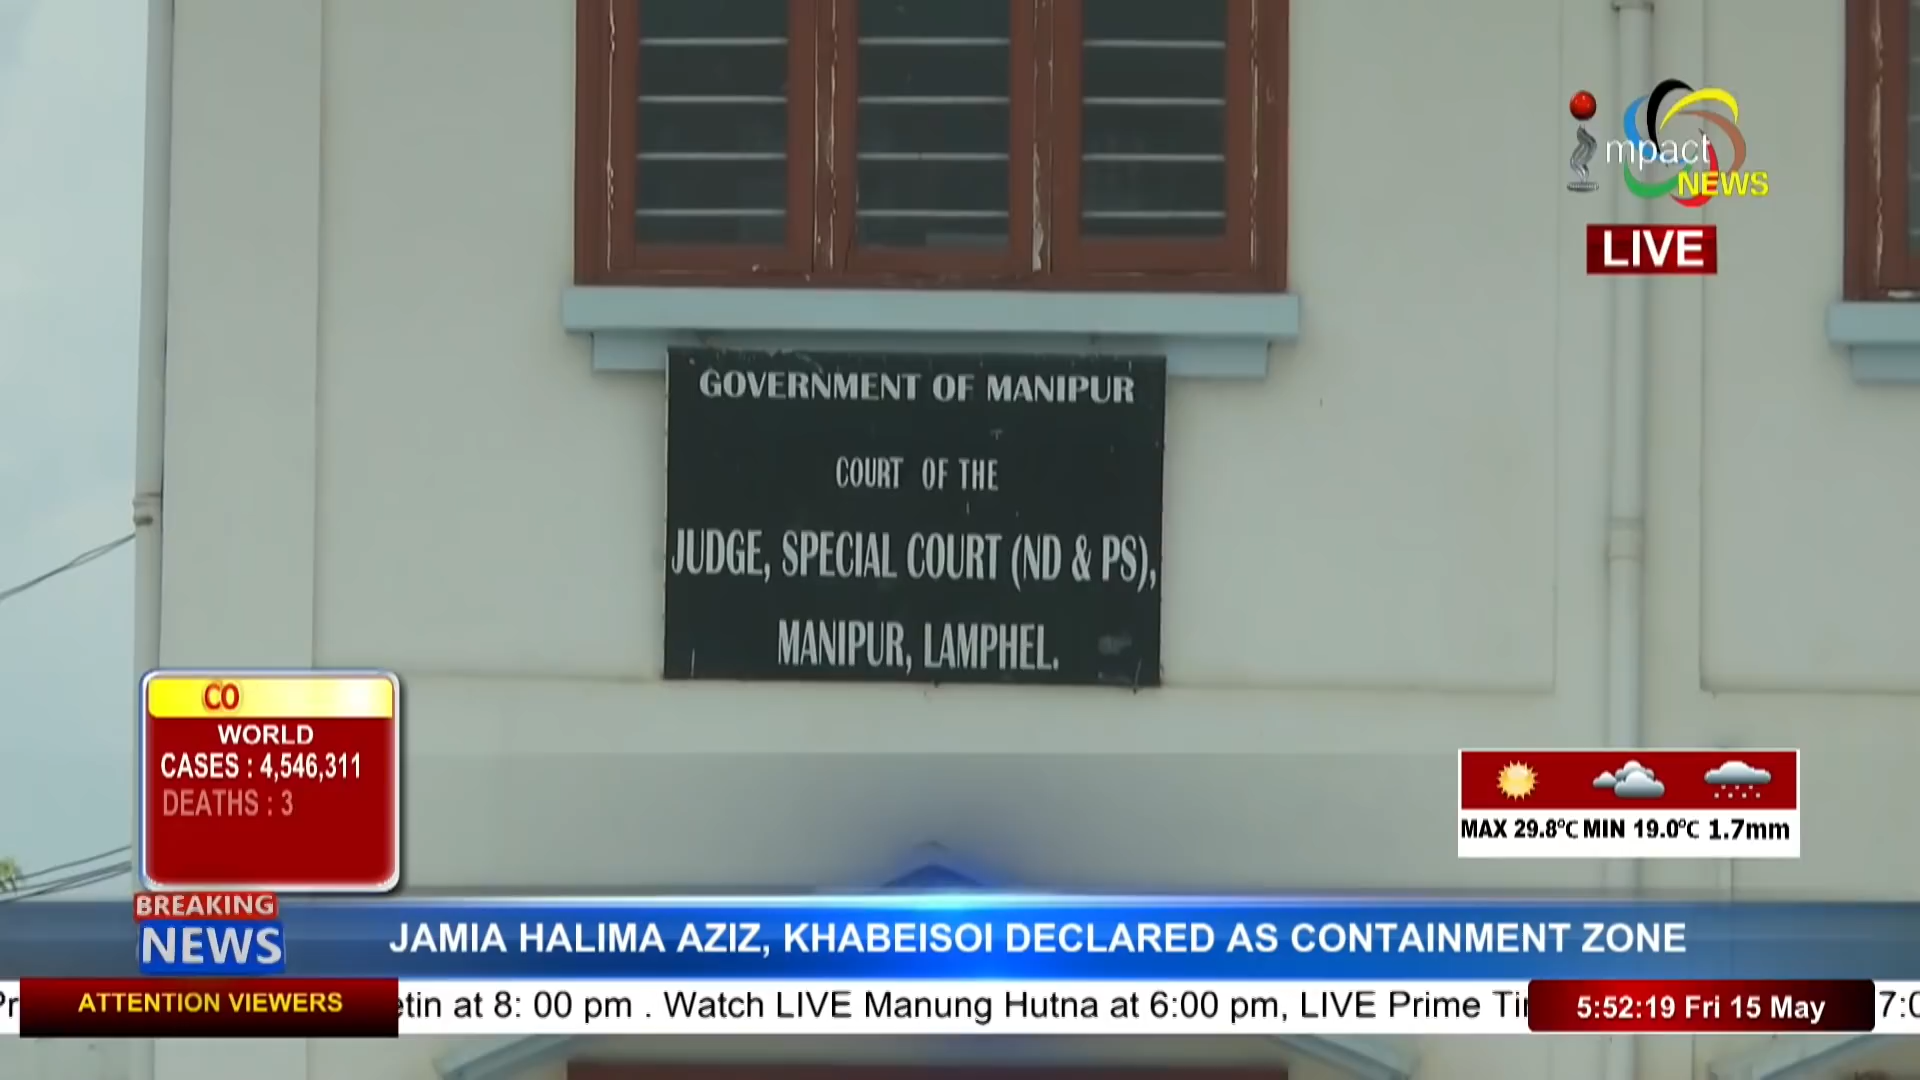 impact
NEWS
LIVE
GOVERNMENT OF MANIPUR
COURT OF THE
JUDGE, SPECIAL COURT (ND & PS),
MANIPUR, LAMPHEL.
CO
WORLD
CASES : 4,546,311
DEATHS : 3
MAX 29.8°C MIN 19.0°C 1.7mm
BREAKING
NEWS
JAMIA HALIMA AZIZ, KHABEISOI DECLARED AS CONTAINMENT ZONE
ATTENTION VIEWERS
etin at 8: 00 pm . Watch LIVE Manung Hutna at 6:00 pm, LIVE Prime Ti
5:52:19 Fri 15 May